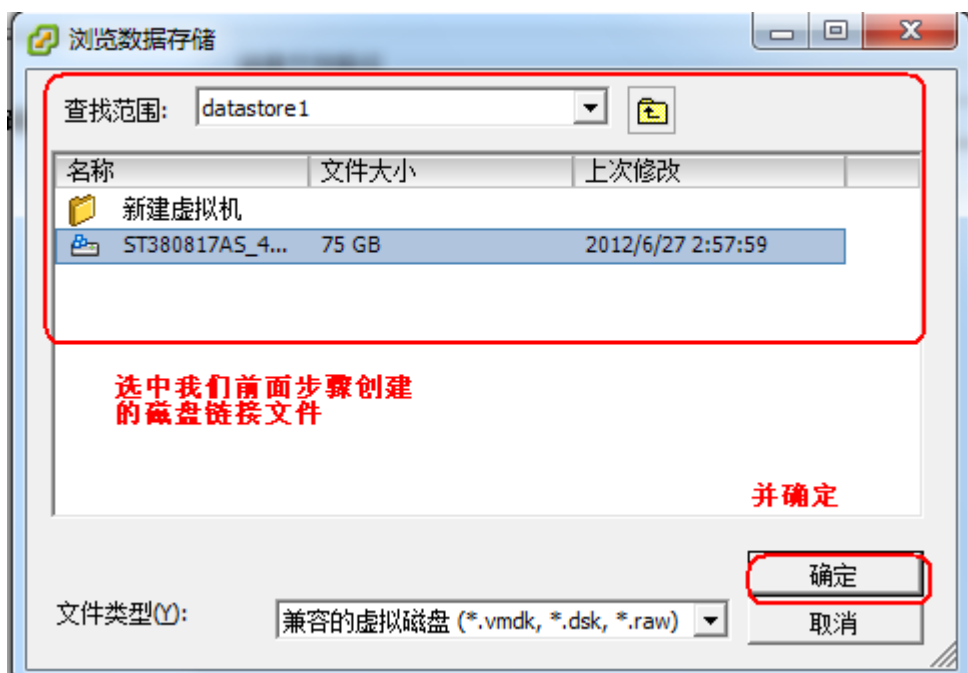 浏览数据存储
查找范围: datastore1
名称 文件大小 上次修改
新建虚拟机
ST380817AS_4... 75 GB 2012/6/27 2:57:59
选中我们前面步骤创建
的磁盘链接文件
并确定
确定
文件类型(Y): 兼容的虚拟磁盘 (*.vmdk, *.dsk, *.raw)
取消